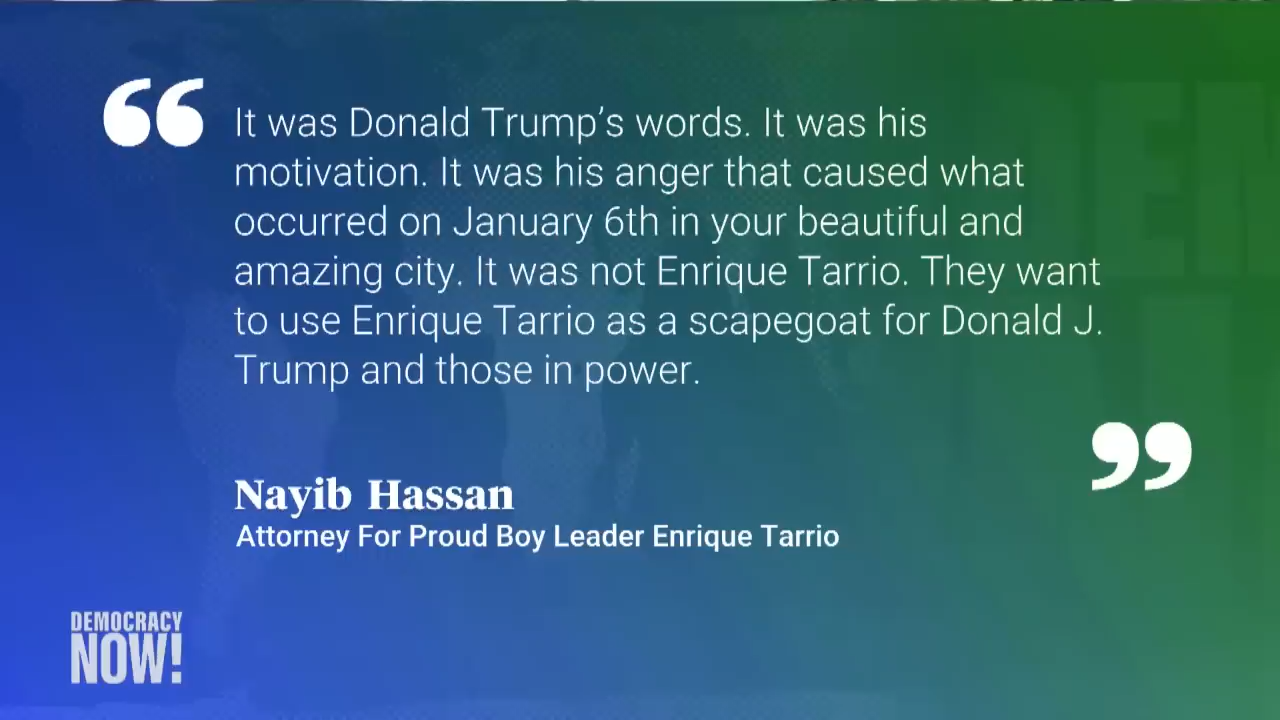 “ It was Donald Trump’s words. It was his
motivation. It was his anger that caused what
occurred on January 6th in your beautiful and
amazing city. It was not Enrique Tarrio. They want
to use Enrique Tarrio as a scapegoat for Donald J.
Trump and those in power.
”
Nayib Hassan
Attorney For Proud Boy Leader Enrique Tarrio
DEMOCRACY
NOW!